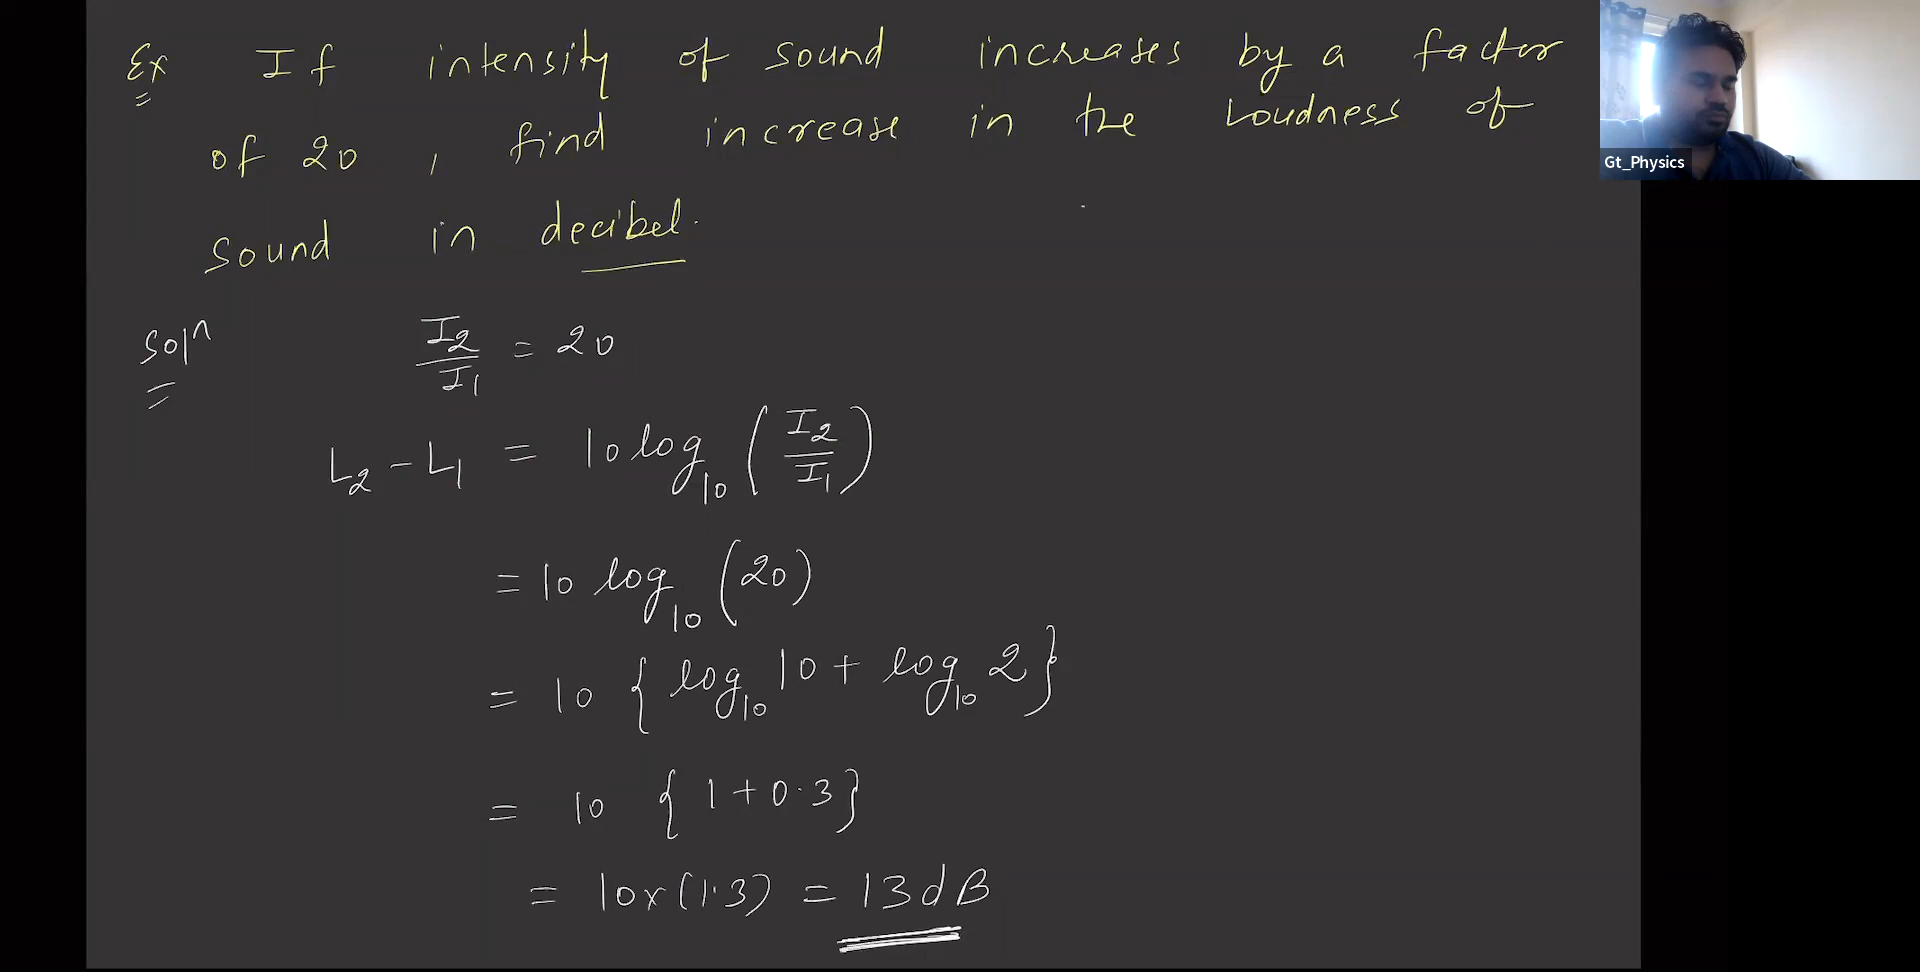 Ex If intensity of sound increases by a factor
of 20, find increase in the Loudness of
sound in decibel.
Gt_Physics
Solⁿ I₂/I₁ = 20
L₂ - L₁ = 10 log₁₀ (I₂/I₁)
= 10 log₁₀ (20)
= 10 { log₁₀ 10 + log₁₀ 2 }
= 10 { 1 + 0.3 }
= 10 x (1.3) = 13 dB